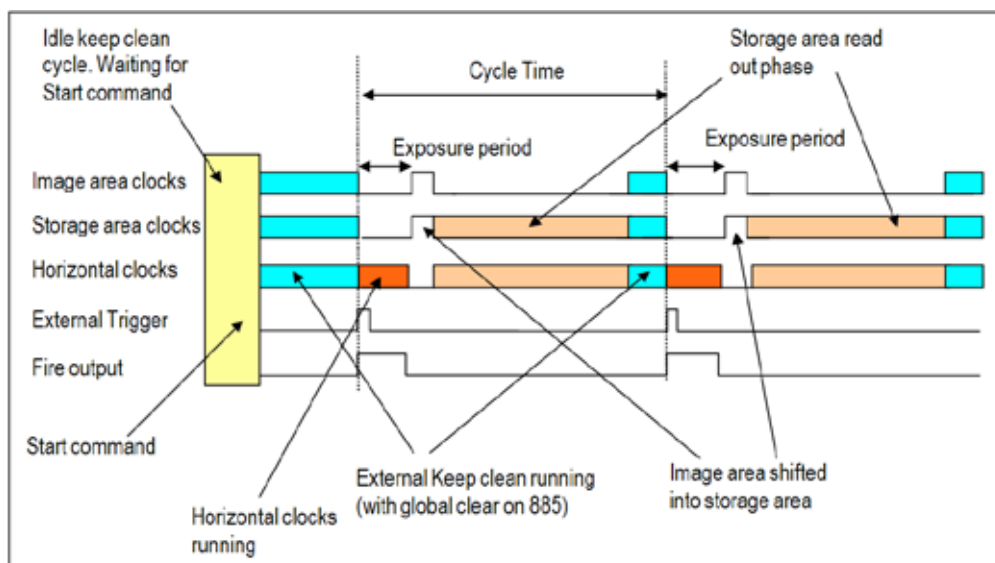 Idle keep clean
cycle. Waiting for
Start command
Storage area read
out phase
Cycle Time
Exposure period
Exposure period
Image area clocks
Storage area clocks
Horizontal clocks
External Trigger
Fire output
Start command
Horizontal clocks
running
External Keep clean running
(with global clear on 885)
Image area shifted
into storage area